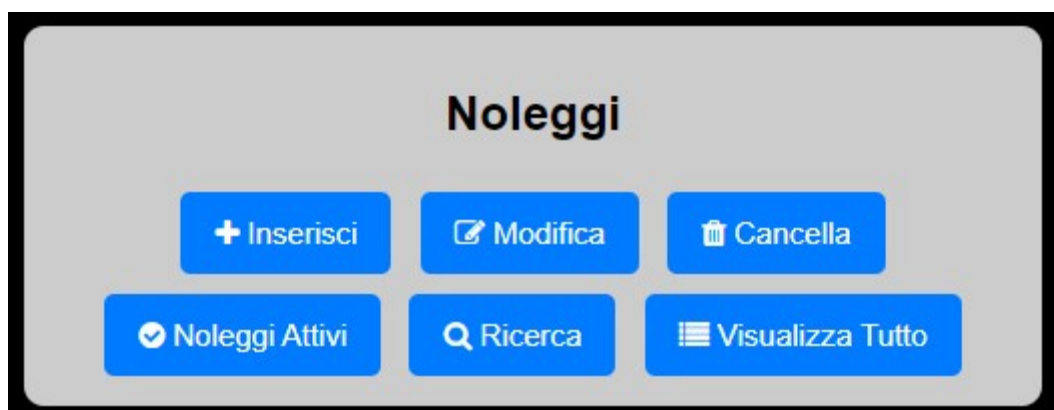 Noleggi
Inserisci Modifica Cancella
Noleggi Attivi Ricerca Visualizza Tutto